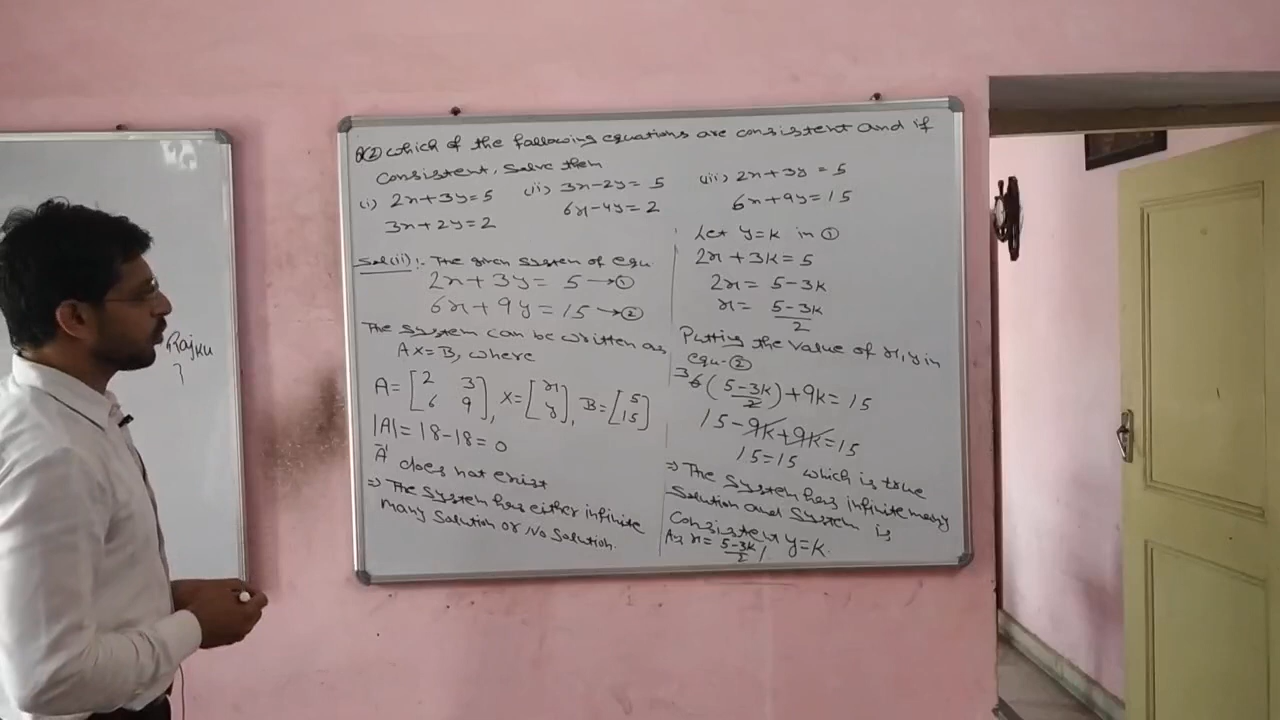 Q② which of the following equations are consistent and if
consistent, solve them
(i) 2x+3y=5
3x+2y=2
(ii) 3x-2y=5
6x-4y=2
(iii) 2x+3y=5
6x+9y=15
Sol(iii):- The given system of equ
2x+3y=5→①
6x+9y=15→②
The system can be written as
AX=B, where
A=[2 3
6 9], X=[x
y], B=[5
15]
|A|=18-18=0
A⁻¹ does not exist
⇒ The system has either infinite
many solution or No solution.
Let y=k in ①
2x+3k=5
2x=5-3k
x=5-3k/2
Putting the value of x, y in
equ-②
3 6(5-3k/2)+9k=15
15-9k+9k=15
15=15 which is true
⇒ The system has infinite many
solution and system is
consistent
As x=5-3k/2, y=k.
Rajku